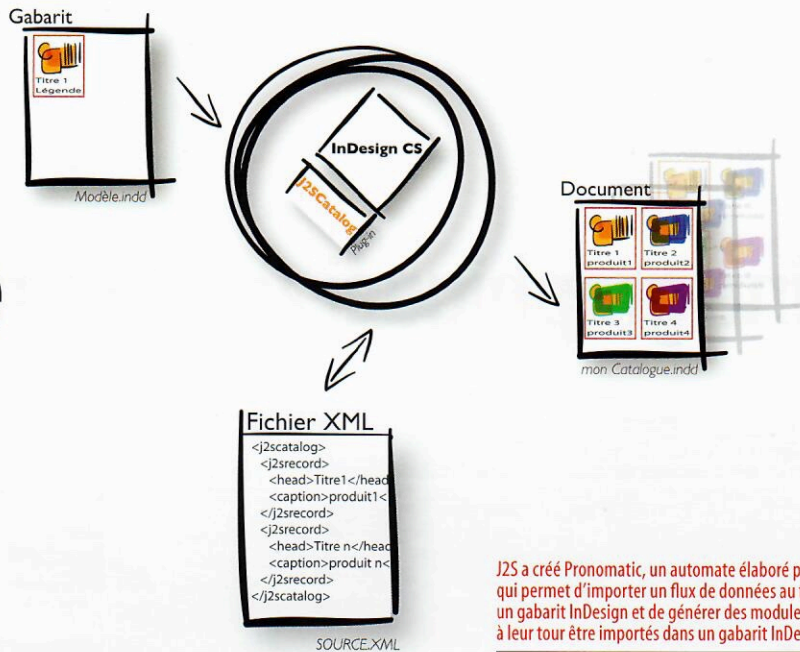 Gabarit
Titre 1
Légende
Modèle.indd
InDesign CS
J2SCatalog
Plug-in
Document
Titre 1
produit1
Titre 2
produit2
Titre 3
produit3
Titre 4
produit4
mon Catalogue.indd
Fichier XML
<j2scatalog>
<j2srecord>
<head>Titre1</head
<caption>produit1<
</j2srecord>
<j2srecord>
<head>Titre n</head
<caption>produit n<
</j2srecord>
</j2scatalog>
SOURCE.XML
J2S a créé Pronomatic, un automate élaboré
qui permet d'importer un flux de données au
un gabarit InDesign et de générer des module
à leur tour être importés dans un gabarit InDe